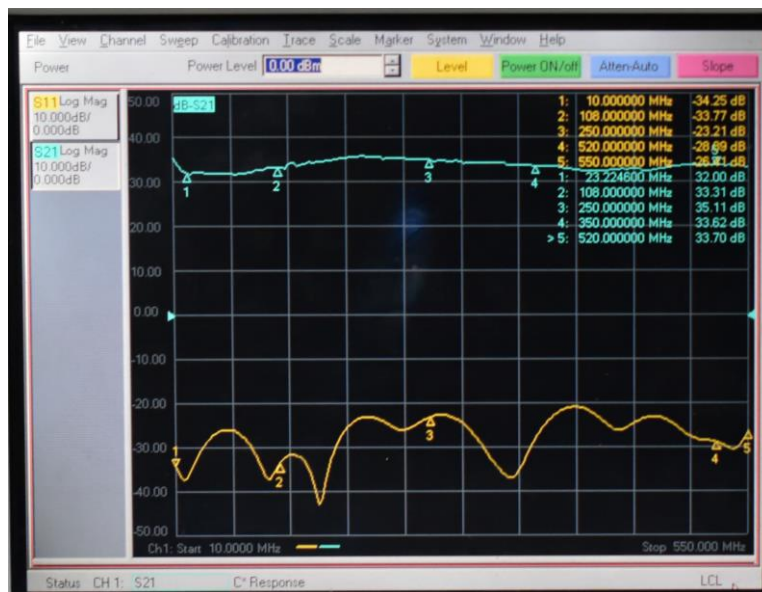 File View Channel Sweep Calibration Trace Scale Marker System Window Help
Power Power Level 0.00 dBm Level Power ON/off Atten-Auto Slope
S11 Log Mag
10.000dB/
0.000dB
S21 Log Mag
10.000dB/
0.000dB
dB-S21
50.00
40.00
30.00
20.00
10.00
0.00
-10.00
-20.00
-30.00
-40.00
-50.00
1: 10.000000 MHz -34.25 dB
2: 108.000000 MHz -33.77 dB
3: 250.000000 MHz -23.21 dB
4: 520.000000 MHz dB
5: 550.000000 MHz dB
1: 23.224600 MHz 32.00 dB
2: 108.000000 MHz 33.31 dB
3: 250.000000 MHz 35.11 dB
4: 350.000000 MHz 33.62 dB
> 5: 520.000000 MHz 33.70 dB
1 2 3 4
1 2 3 4 5
Ch1: Start 10.0000 MHz Stop 550.000 MHz
Status CH 1: S21 C* Response LCL